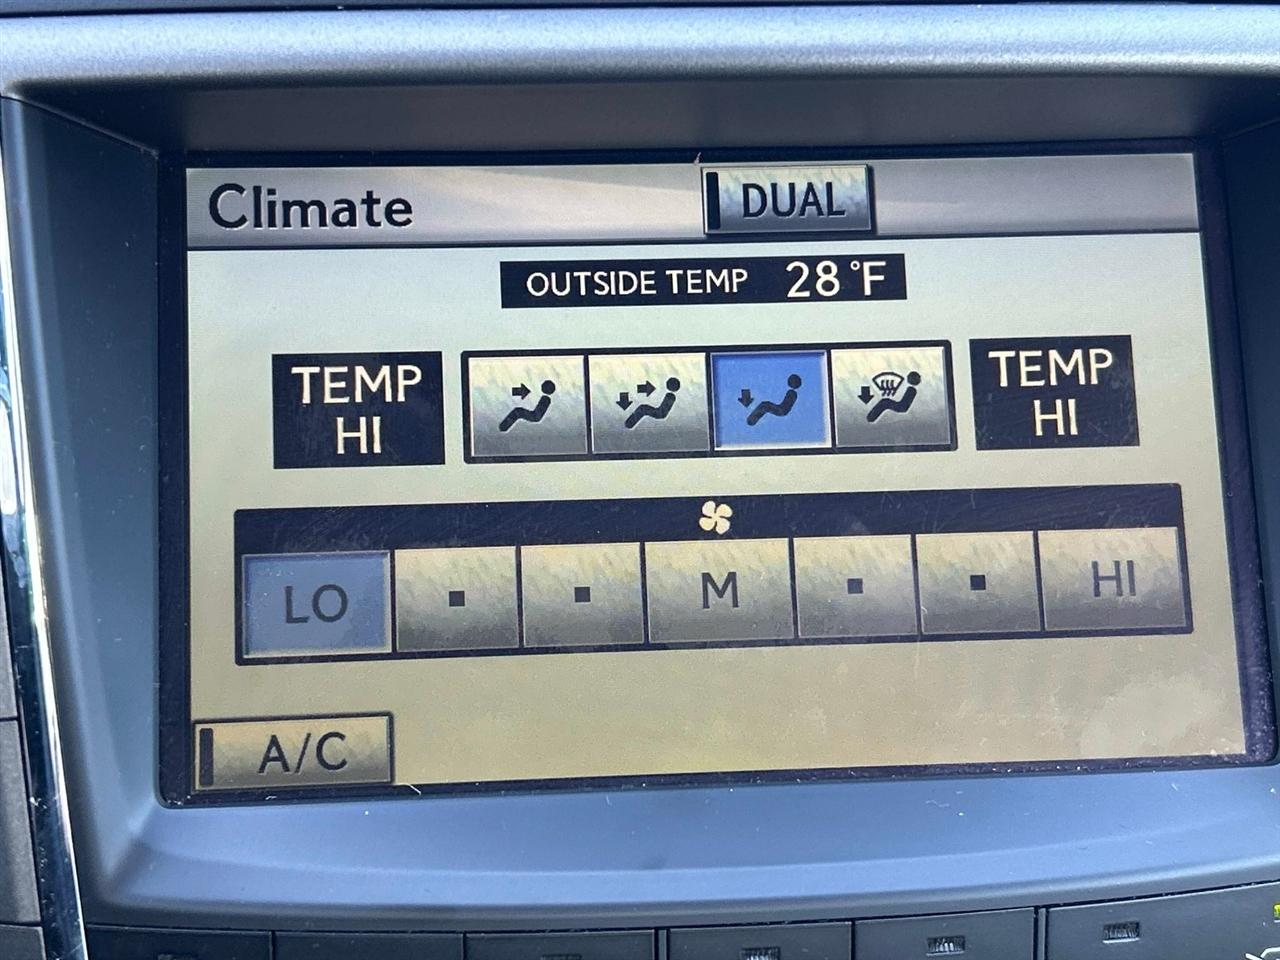 Climate
DUAL
OUTSIDE TEMP 28°F
TEMP
HI
TEMP
HI
LO
M
HI
A/C